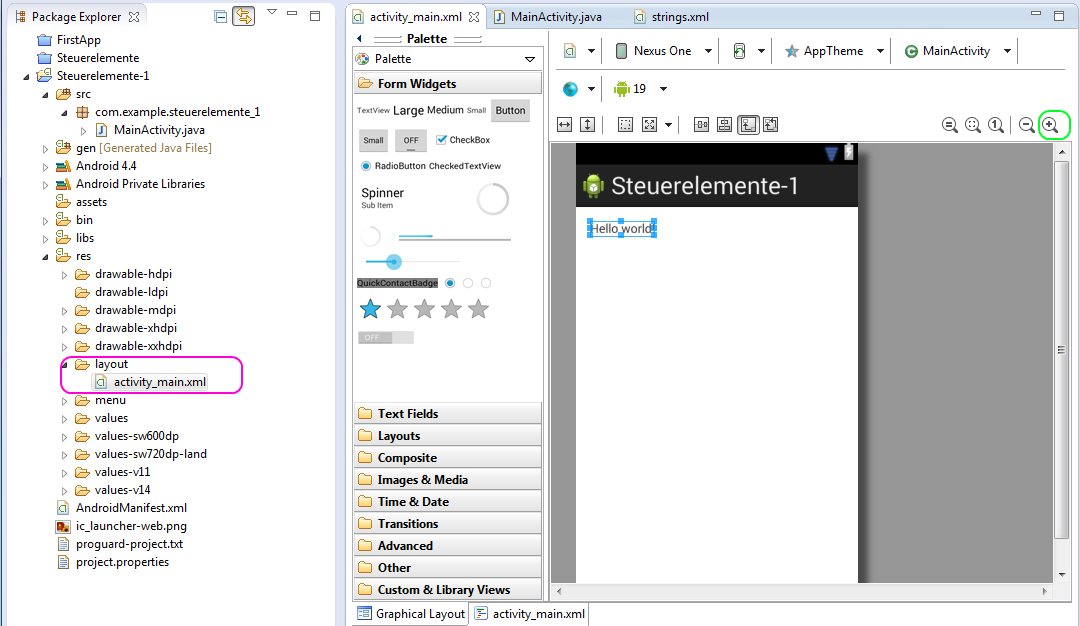 Package Explorer
FirstApp
Steuerelemente
Steuerelemente-1
src
com.example.steuerelemente_1
MainActivity.java
gen [Generated Java Files]
Android 4.4
Android Private Libraries
assets
bin
libs
res
drawable-hdpi
drawable-ldpi
drawable-mdpi
drawable-xhdpi
drawable-xxhdpi
layout
activity_main.xml
menu
values
values-sw600dp
values-sw720dp-land
values-v11
values-v14
AndroidManifest.xml
ic_launcher-web.png
proguard-project.txt
project.properties
activity_main.xml MainActivity.java strings.xml
Palette
Palette
Form Widgets
TextView Large Medium Small Button
Small OFF CheckBox
RadioButton CheckedTextView
Spinner
Sub Item
QuickContactBadge
OFF
Text Fields
Layouts
Composite
Images & Media
Time & Date
Transitions
Advanced
Other
Custom & Library Views
Nexus One AppTheme MainActivity
19
1
Steuerelemente-1
Hello world!
Graphical Layout activity_main.xml